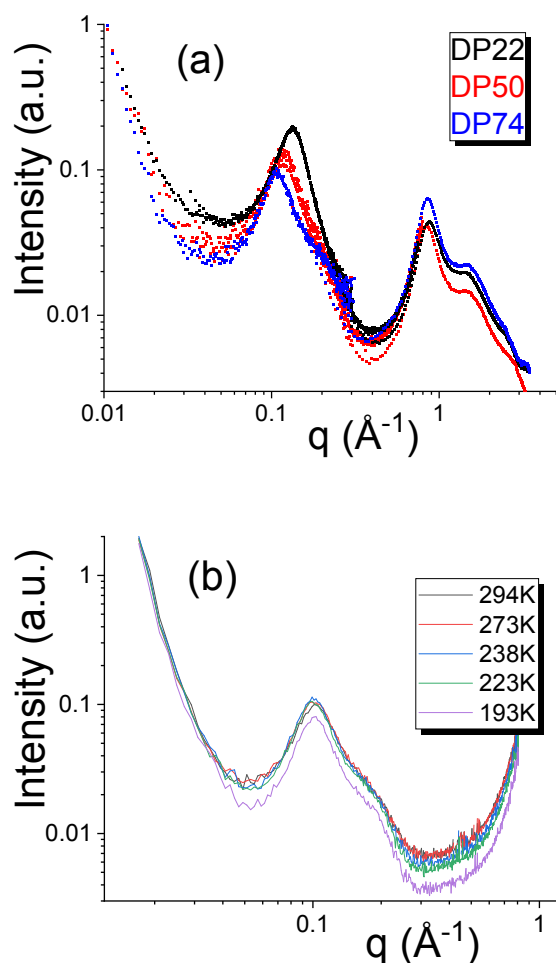 1
(a)
DP22
DP50
DP74
0.1
0.01
Intensity (a.u.)
0.01
0.1
1
q (Å⁻¹)
(b)
1
294K
273K
238K
223K
193K
0.1
0.01
Intensity (a.u.)
0.1
1
q (Å⁻¹)